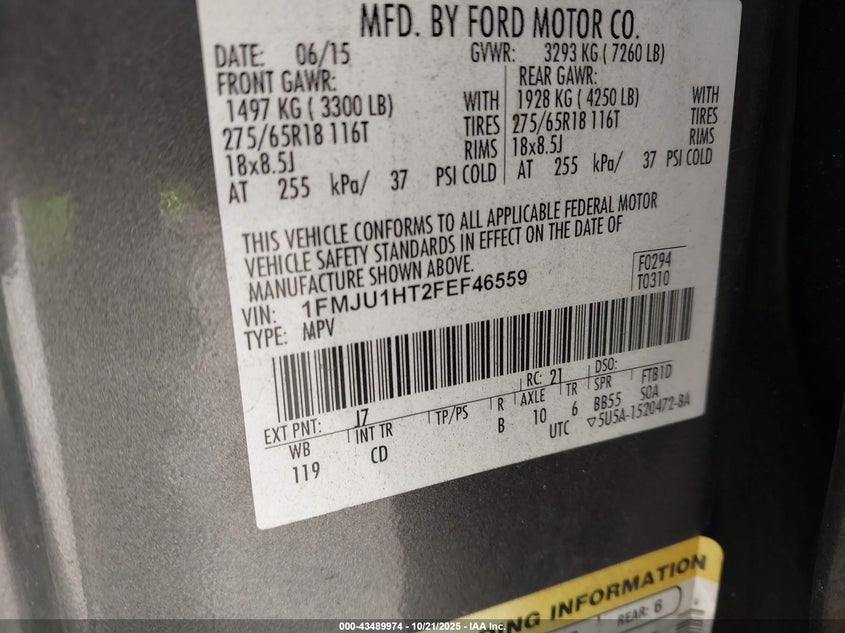 MFD. BY FORD MOTOR CO.
DATE: 06/15 GVWR: 3293 KG ( 7260 LB)
FRONT GAWR: REAR GAWR:
1497 KG ( 3300 LB) WITH 1928 KG ( 4250 LB) WITH
275/65R18 116T TIRES 275/65R18 116T TIRES
18x8.5J RIMS 18x8.5J RIMS
AT 255 kPa/ 37 PSI COLD AT 255 kPa/ 37 PSI COLD
THIS VEHICLE CONFORMS TO ALL APPLICABLE FEDERAL MOTOR
VEHICLE SAFETY STANDARDS IN EFFECT ON THE DATE OF
MANUFACTURE SHOWN ABOVE.
F0294
VIN: 1FMJU1HT2FEF46559
T0310
TYPE: MPV
EXT PNT: J7 RC: 21 DSO:
WB INT TR TP/PS R AXLE TR SPR FTB1D
119 CD B 10 6 BB55 SOA
UTC ▽5U5A-1520472-BA
ING INFORMATION
REAR: 6
000-43489974 - 10/21/2025 - IAA Inc.